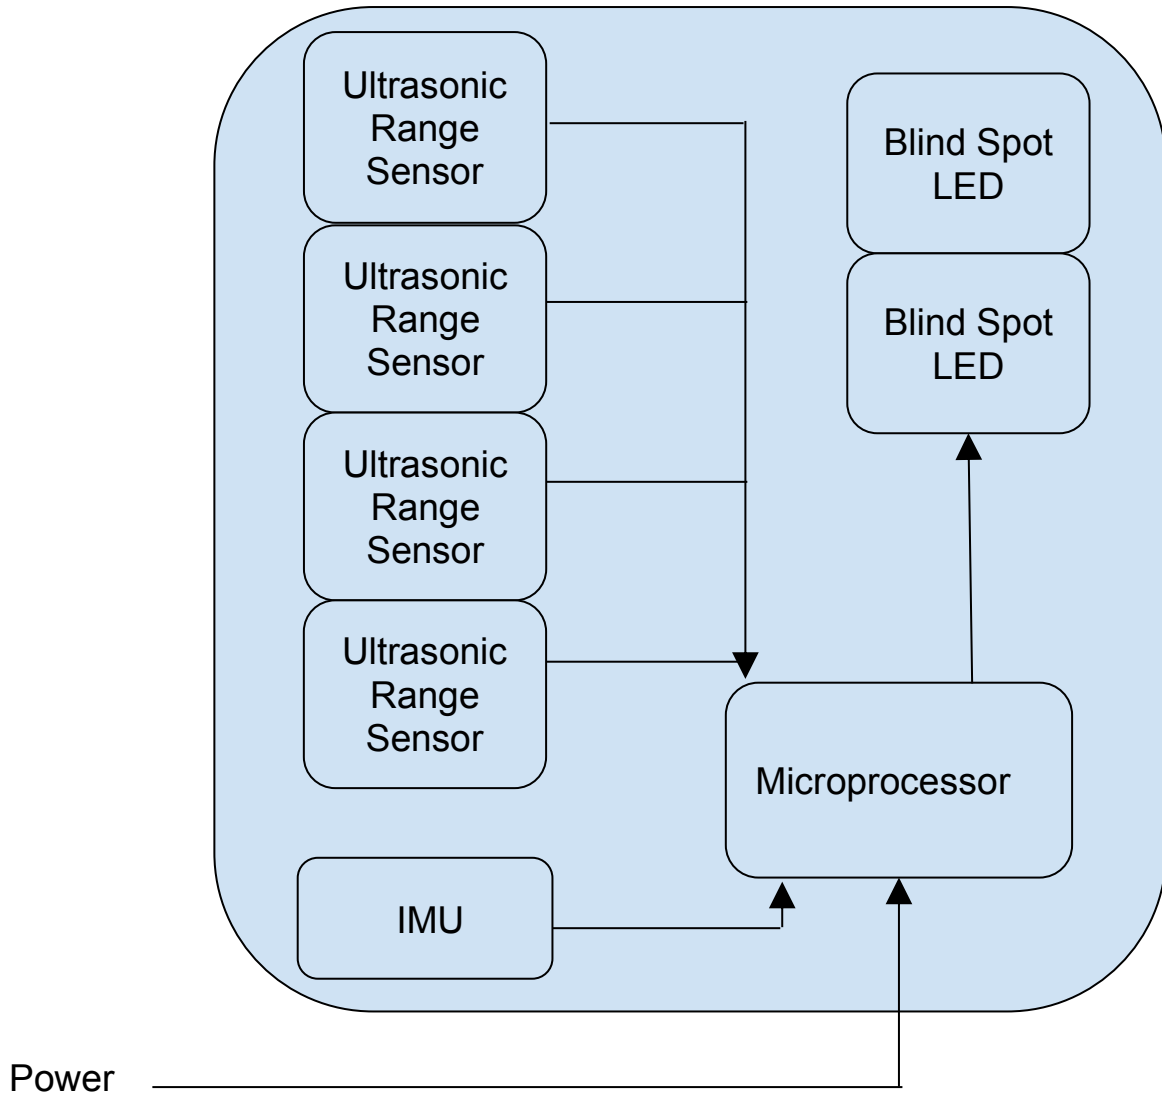 Ultrasonic
Range
Sensor
Ultrasonic
Range
Sensor
Ultrasonic
Range
Sensor
Ultrasonic
Range
Sensor
IMU
Blind Spot
LED
Blind Spot
LED
Microprocessor
Power